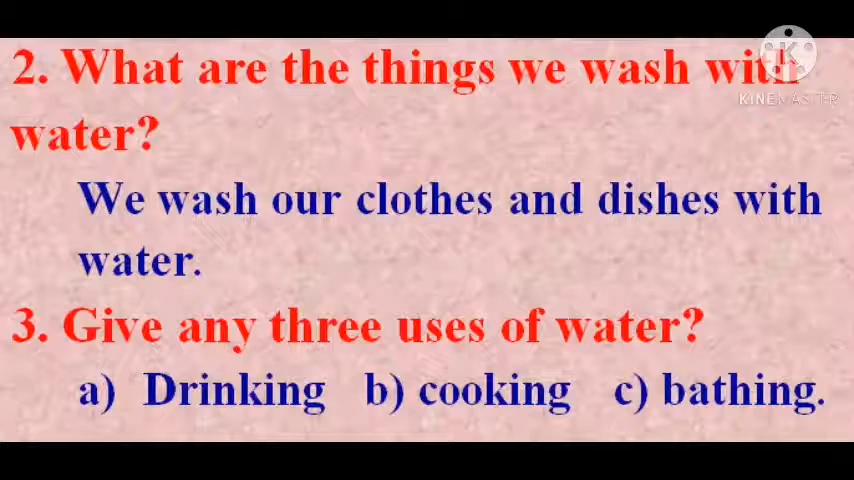 2. What are the things we wash with
water?
We wash our clothes and dishes with
water.
3. Give any three uses of water?
a) Drinking b) cooking c) bathing.
K
KINEMASTER